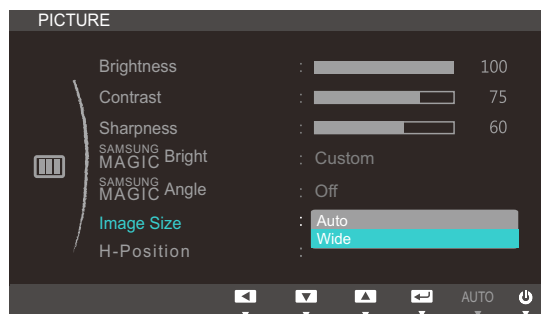 PICTURE
Brightness : 100
Contrast : 75
Sharpness : 60
SAMSUNG MAGIC Bright : Custom
SAMSUNG MAGIC Angle : Off
Image Size : Auto
Wide
H-Position :
AUTO